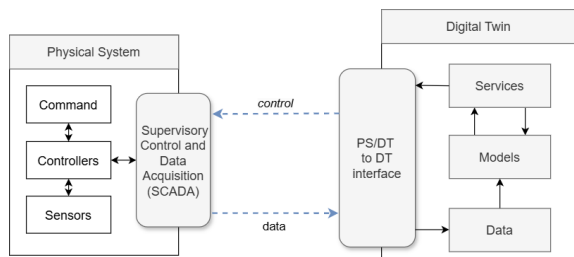 Physical System
Command
Controllers
Sensors
Supervisory
Control and
Data
Acquisition
(SCADA)
control
data
Digital Twin
PS/DT
to DT
interface
Services
Models
Data